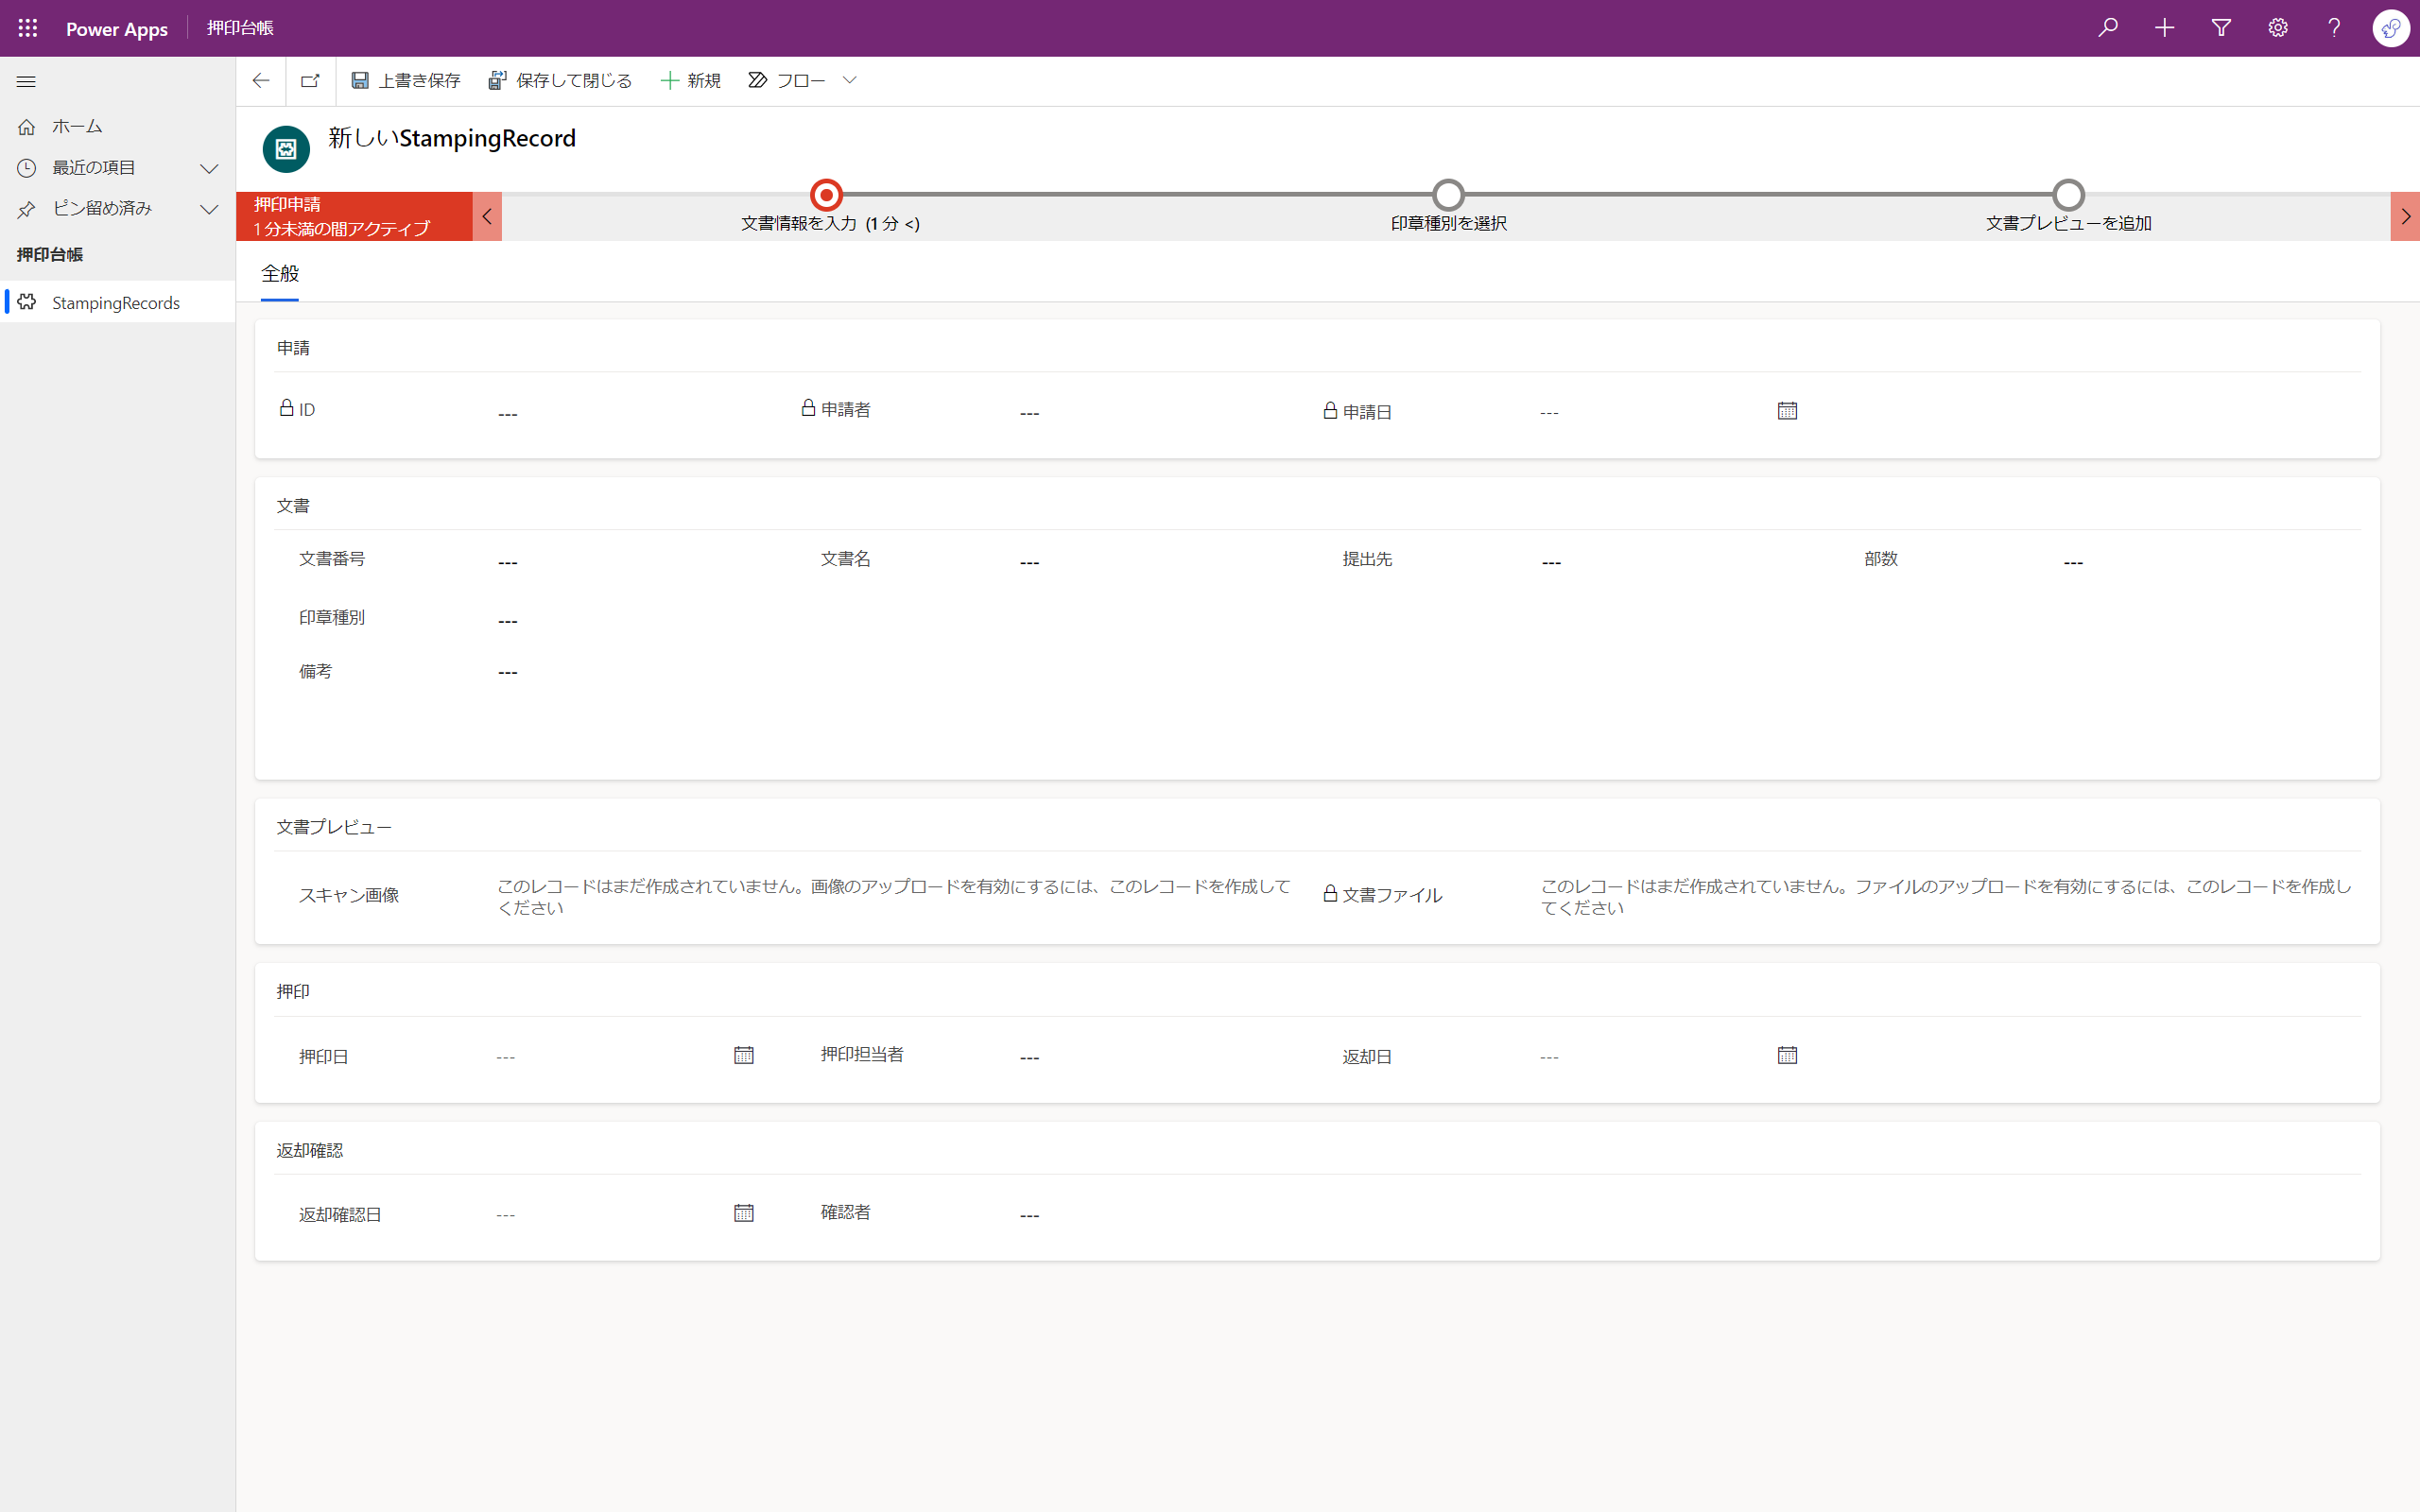 Power Apps
押印台帳
上書き保存
保存して閉じる
新規
フロー
ホーム
最近の項目
ピン留め済み
押印台帳
StampingRecords
新しいStampingRecord
押印申請
1 分未満の間アクティブ
文書情報を入力 (1 分 <)
印章種別を選択
文書プレビューを追加
全般
申請
ID
---
申請者
---
申請日
---
文書
文書番号
---
文書名
---
提出先
---
部数
---
印章種別
---
備考
---
文書プレビュー
スキャン画像
このレコードはまだ作成されていません。画像のアップロードを有効にするには、このレコードを作成して
ください
文書ファイル
このレコードはまだ作成されていません。ファイルのアップロードを有効にするには、このレコードを作成し
てください
押印
押印日
---
押印担当者
---
返却日
---
返却確認
返却確認日
---
確認者
---